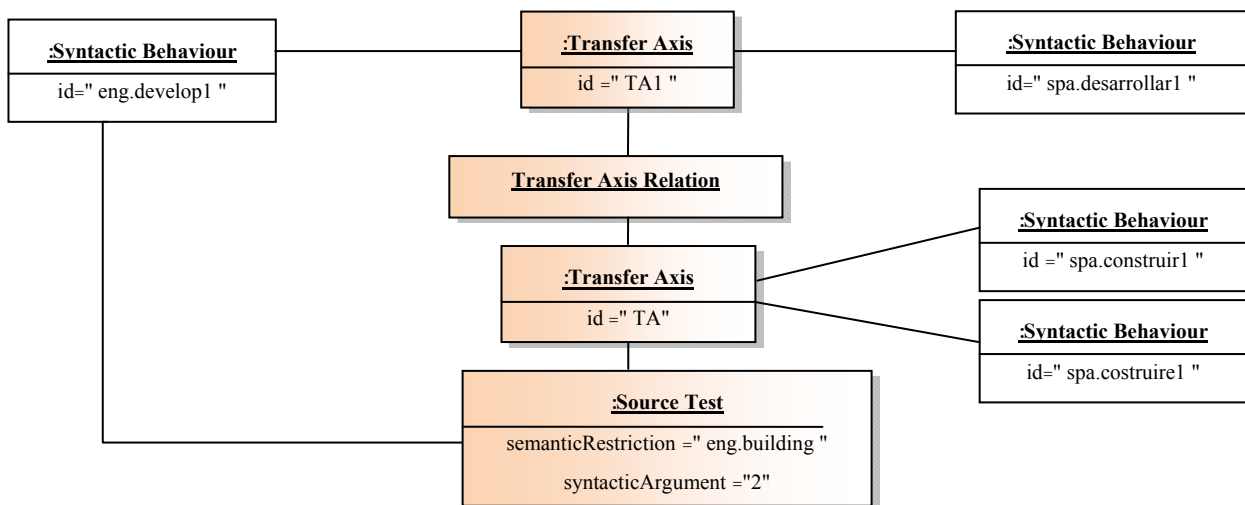 :Syntactic Behaviour
id=" eng.develop1 "
:Transfer Axis
id =" TA1 "
:Syntactic Behaviour
id=" spa.desarrollar1 "
Transfer Axis Relation
:Transfer Axis
id =" TA"
:Syntactic Behaviour
id =" spa.construir1 "
:Syntactic Behaviour
id=" spa.costruire1 "
:Source Test
semanticRestriction =" eng.building "
syntacticArgument ="2"